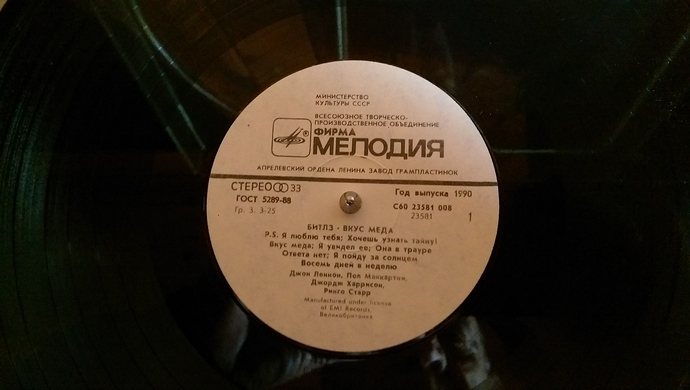 МИНИСТЕРСТВО
КУЛЬТУРЫ СССР
ВСЕСОЮЗНОЕ ТВОРЧЕСКО-
ПРОИЗВОДСТВЕННОЕ ОБЪЕДИНЕНИЕ
ФИРМА
МЕЛОДИЯ
®
АПРЕЛЕВСКИЙ ОРДЕНА ЛЕНИНА ЗАВОД ГРАМПЛАСТИНОК
СТЕРЕО 33
Год выпуска 1990
ГОСТ 5289-88
С60 23581 008
Гр. 3. 3-25
23581
1
БИТЛЗ - ВКУС МЕДА
P.S. Я люблю тебя; Хочешь узнать тайну?
Вкус меда; Я увидел ее; Она в трауре
Ответа нет; Я пойду за солнцем
Восемь дней в неделю
Джон Леннон, Пол Маккартни,
Джордж Харрисон,
Ринго Старр
Manufactured under license
of EMI Records,
Великобритания